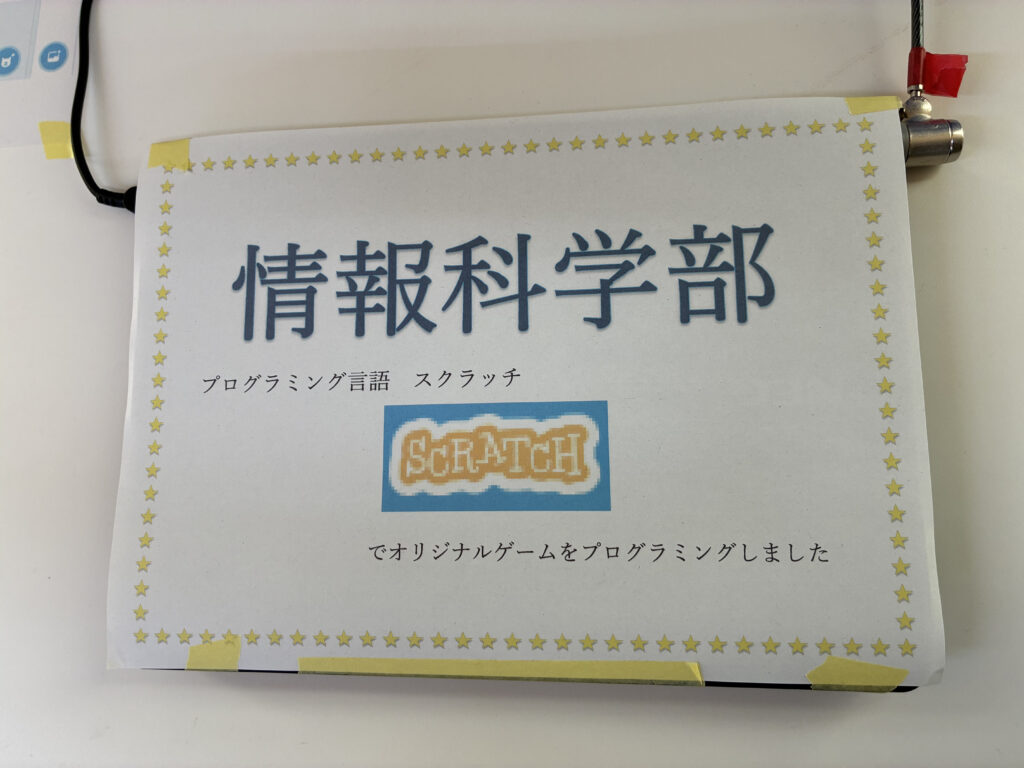 情報科学部
プログラミング言語　スクラッチ
SCRATCH
でオリジナルゲームをプログラミングしました